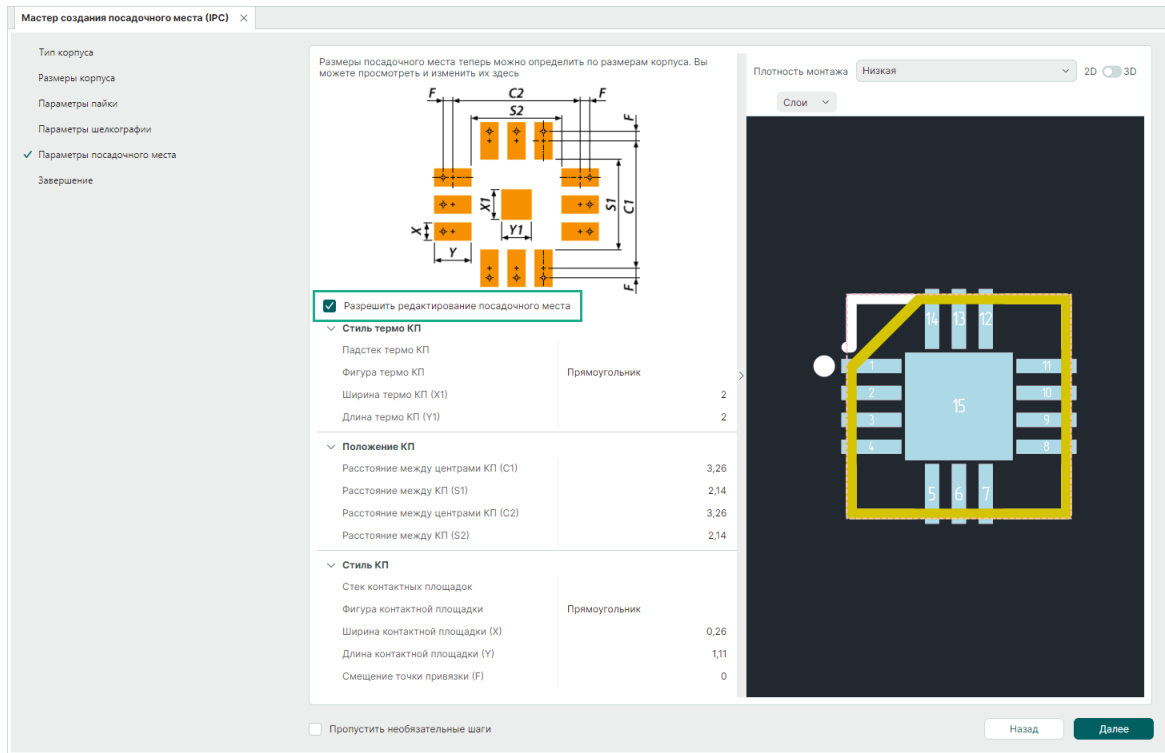 Мастер создания посадочного места (IPC)
Тип корпуса
Размеры корпуса
Параметры пайки
Параметры шелкографии
Параметры посадочного места
Завершение
Размеры посадочного места теперь можно определить по размерам корпуса. Вы
можете просмотреть и изменить их здесь
F C2 F
S2
F
X1
S1
C1
X
Y1
Y
F
Разрешить редактирование посадочного места
Стиль термо КП
Падстек термо КП
Фигура термо КП Прямоугольник
Ширина термо КП (X1) 2
Длина термо КП (Y1) 2
Положение КП
Расстояние между центрами КП (C1) 3,26
Расстояние между КП (S1) 2,14
Расстояние между центрами КП (C2) 3,26
Расстояние между КП (S2) 2,14
Стиль КП
Стек контактных площадок
Фигура контактной площадки Прямоугольник
Ширина контактной площадки (X) 0,26
Длина контактной площадки (Y) 1,11
Смещение точки привязки (F) 0
Плотность монтажа Низкая 2D 3D
Слои
14 13 12
1 11
2 10
15
3 9
4 8
5 6 7
Пропустить необязательные шаги
Назад Далее